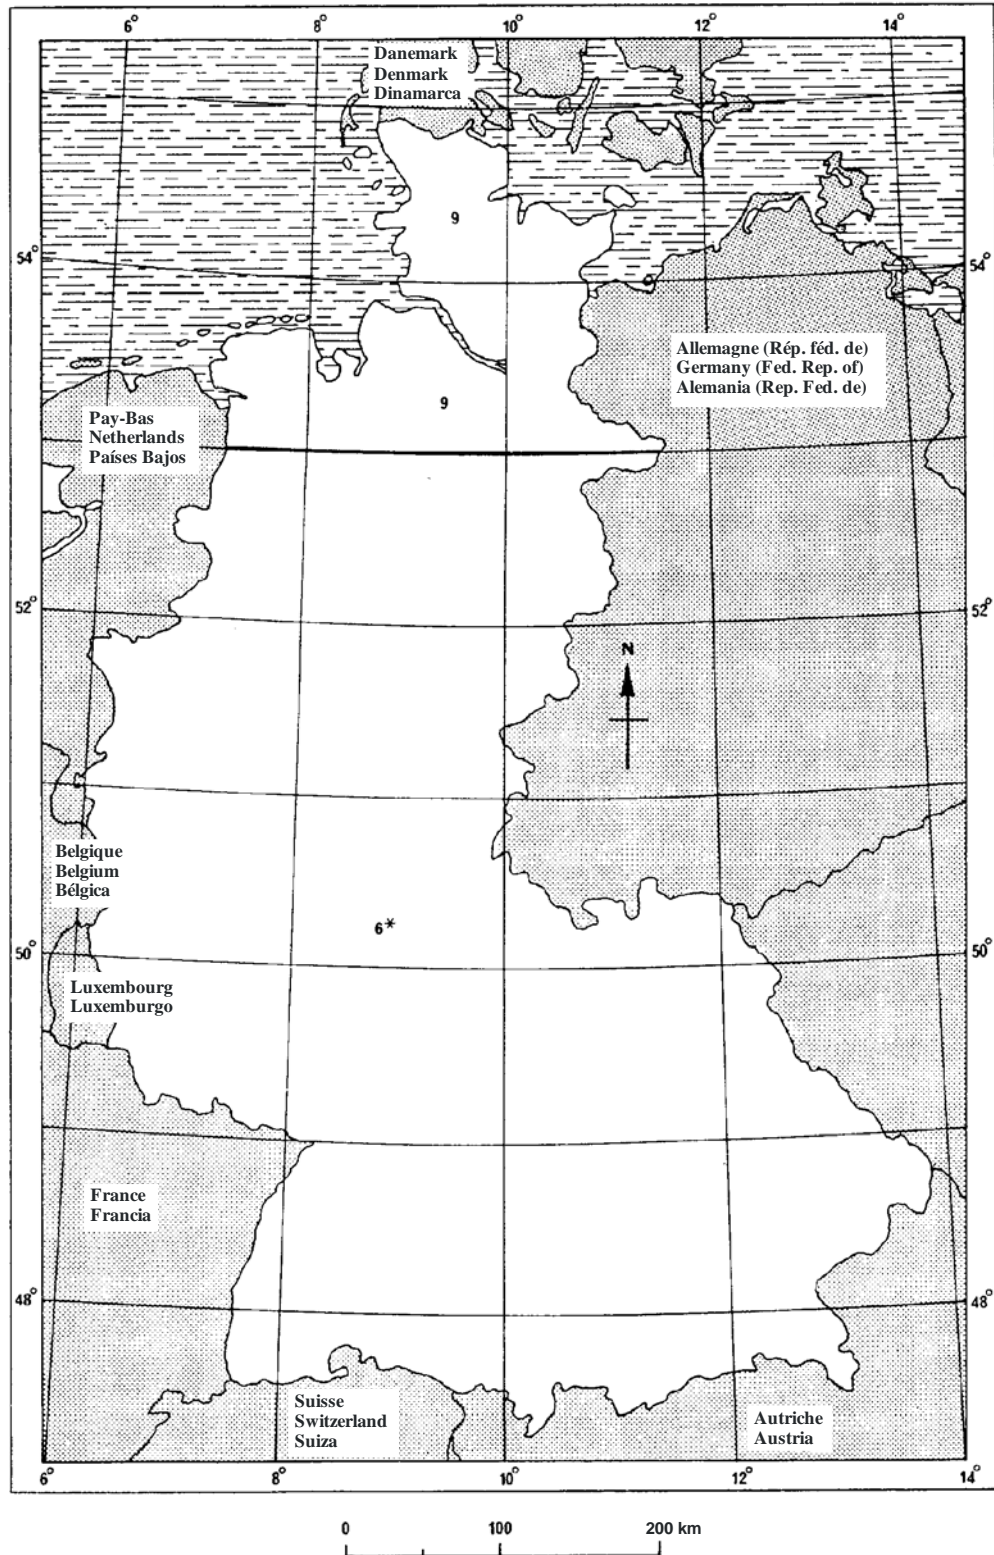 6° 8° 10° 12° 14°
Danemark
Denmark
Dinamarca
9
54° 54°
Allemagne (Rép. féd. de)
Germany (Fed. Rep. of)
Alemania (Rep. Fed. de)
9
Pay-Bas
Netherlands
Países Bajos
52° 52°
N
Belgique
Belgium
Bélgica
6*
50° 50°
Luxembourg
Luxemburgo
France
Francia
48° 48°
Suisse
Switzerland
Suiza
Autriche
Austria
6° 8° 10° 12° 14°
0 100 200 km